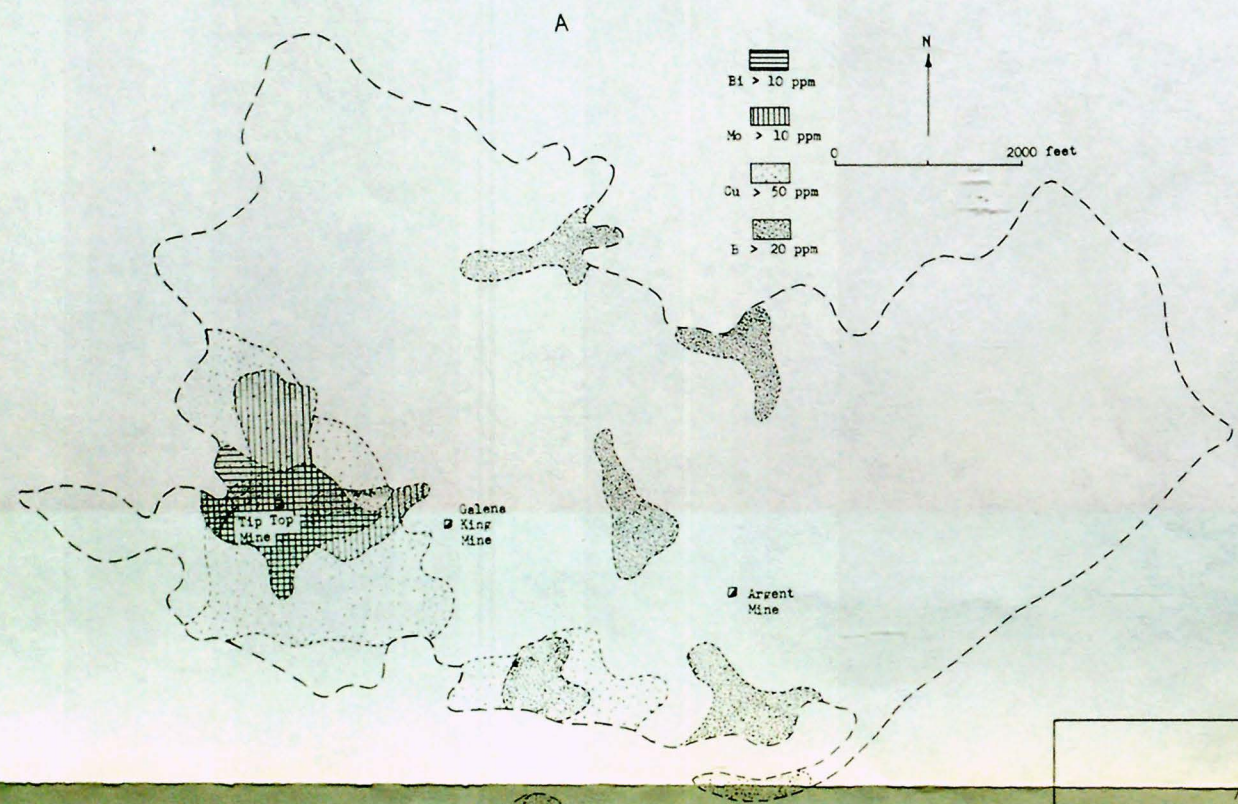 A
N
Bi > 10 ppm
Mo > 10 ppm
0 2000 feet
Cu > 50 ppm
B > 20 ppm
Tip Top
Mine
Galena
King
Mine
Argent
Mine